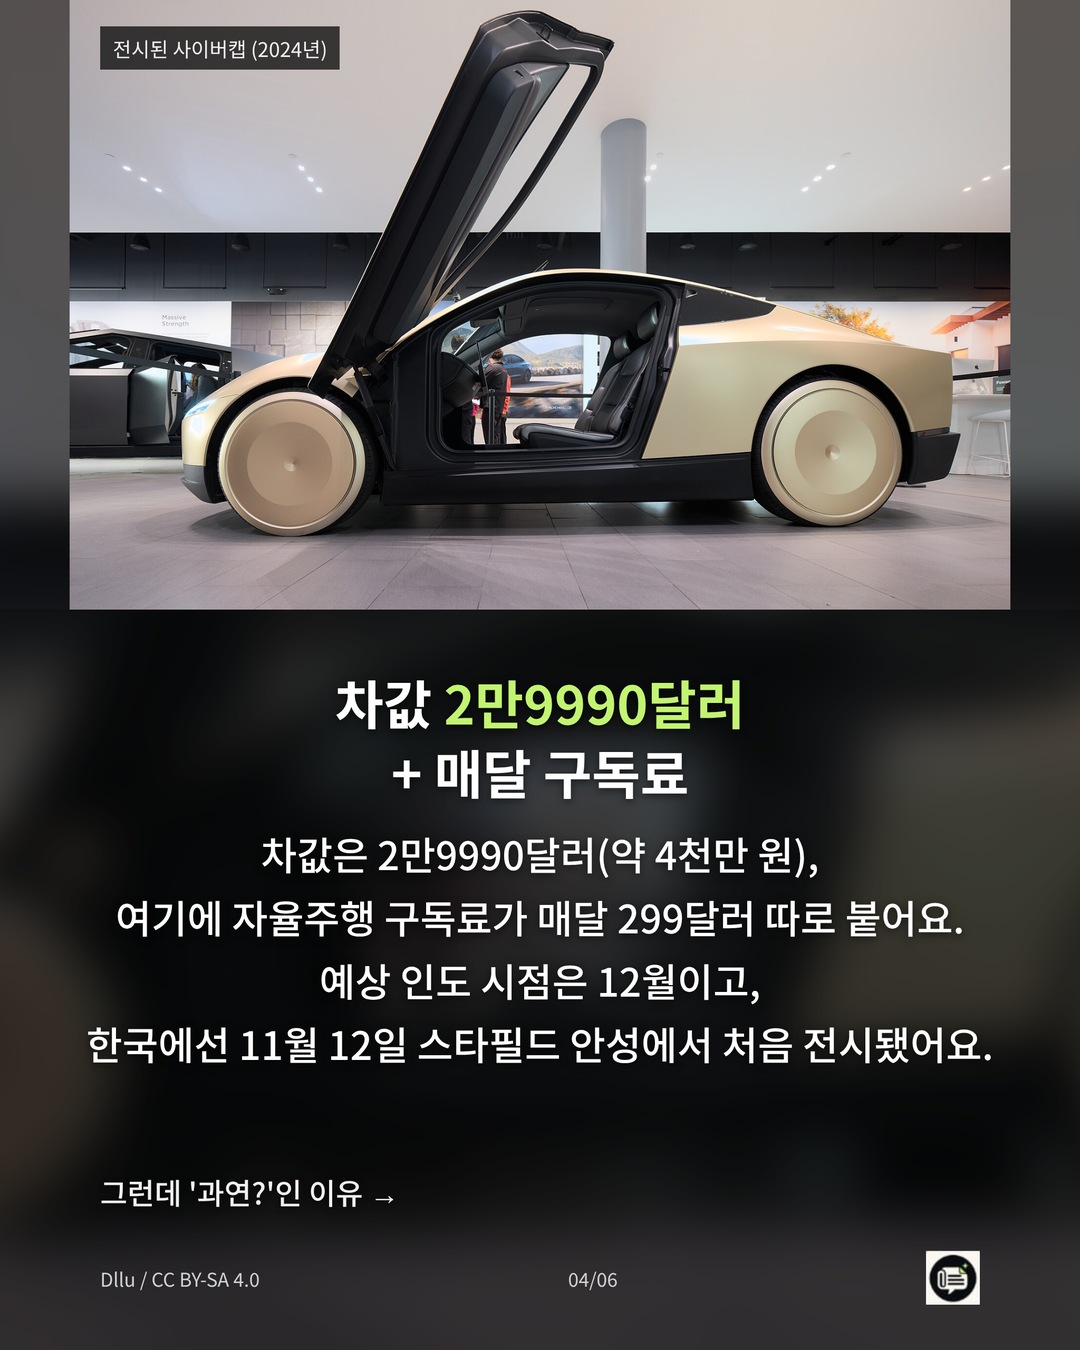 전시된 사이버캡 (2024년)
Massive
Strength
차값 2만9990달러
+ 매달 구독료
차값은 2만9990달러(약 4천만 원),
여기에 자율주행 구독료가 매달 299달러 따로 붙어요.
예상 인도 시점은 12월이고,
한국에선 11월 12일 스타필드 안성에서 처음 전시됐어요.
그런데 '과연?'인 이유 →
Dllu / CC BY-SA 4.0
04/06